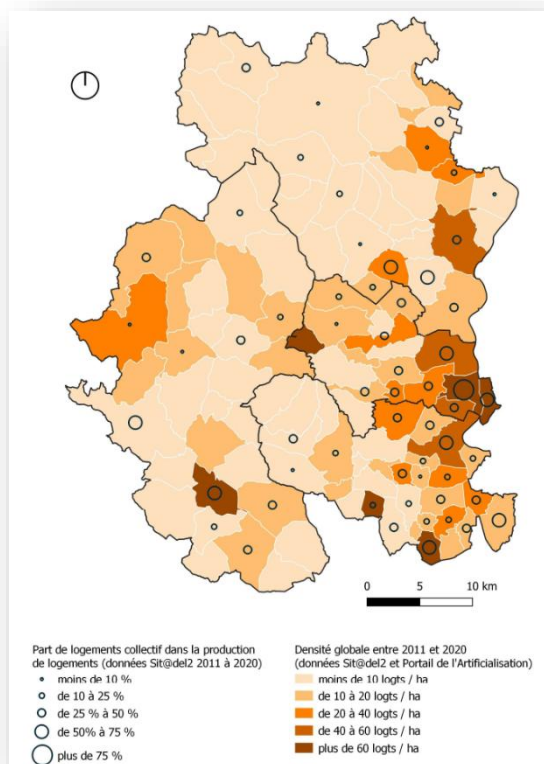 0 5 10 km
Part de logements collectif dans la production
de logements (données Sit@del2 2011 à 2020)
moins de 10 %
de 10 à 25 %
de 25 % à 50 %
de 50% à 75 %
plus de 75 %
Densité globale entre 2011 et 2020
(données Sit@del2 et Portail de l'Artificialisation)
moins de 10 logts / ha
de 10 à 20 logts / ha
de 20 à 40 logts / ha
de 40 à 60 logts / ha
plus de 60 logts / ha